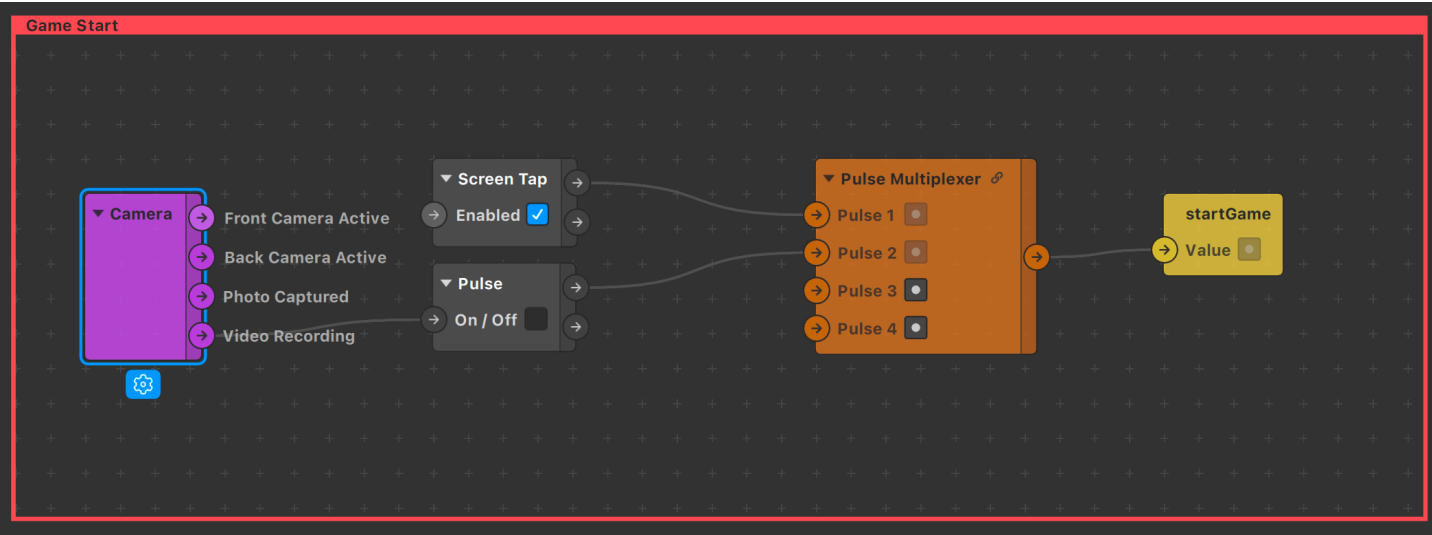 Game Start
Camera
Front Camera Active
Back Camera Active
Photo Captured
Video Recording
Screen Tap
Enabled
Pulse
On / Off
Pulse Multiplexer
Pulse 1
Pulse 2
Pulse 3
Pulse 4
startGame
Value